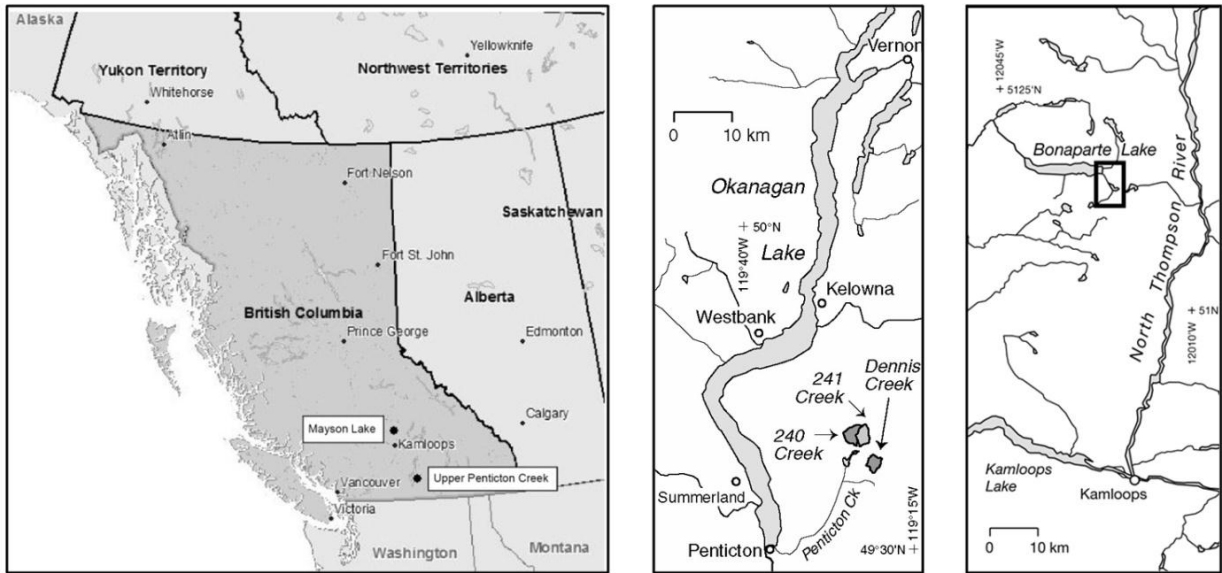 Alaska
Yellowknife
Yukon Territory
Northwest Territories
Whitehorse
Atlin
Fort Nelson
Saskatchewan
Fort St. John
Alberta
British Columbia
Prince George
Edmonton
Calgary
Mayson Lake
Kamloops
Upper Penticton Creek
Vancouver
Victoria
Washington
Montana
Vernon
0 10 km
Okanagan
Lake
+ 50°N
119°40'W
Kelowna
Westbank
Dennis
Creek
241
Creek
240
Creek
Summerland
Penticton Ck
Penticton
49°30'N +
119°15'W
12045'W
+ 5125'N
Bonaparte Lake
North Thompson River
+ 51N
12010'W
Kamloops
Lake
Kamloops
0 10 km